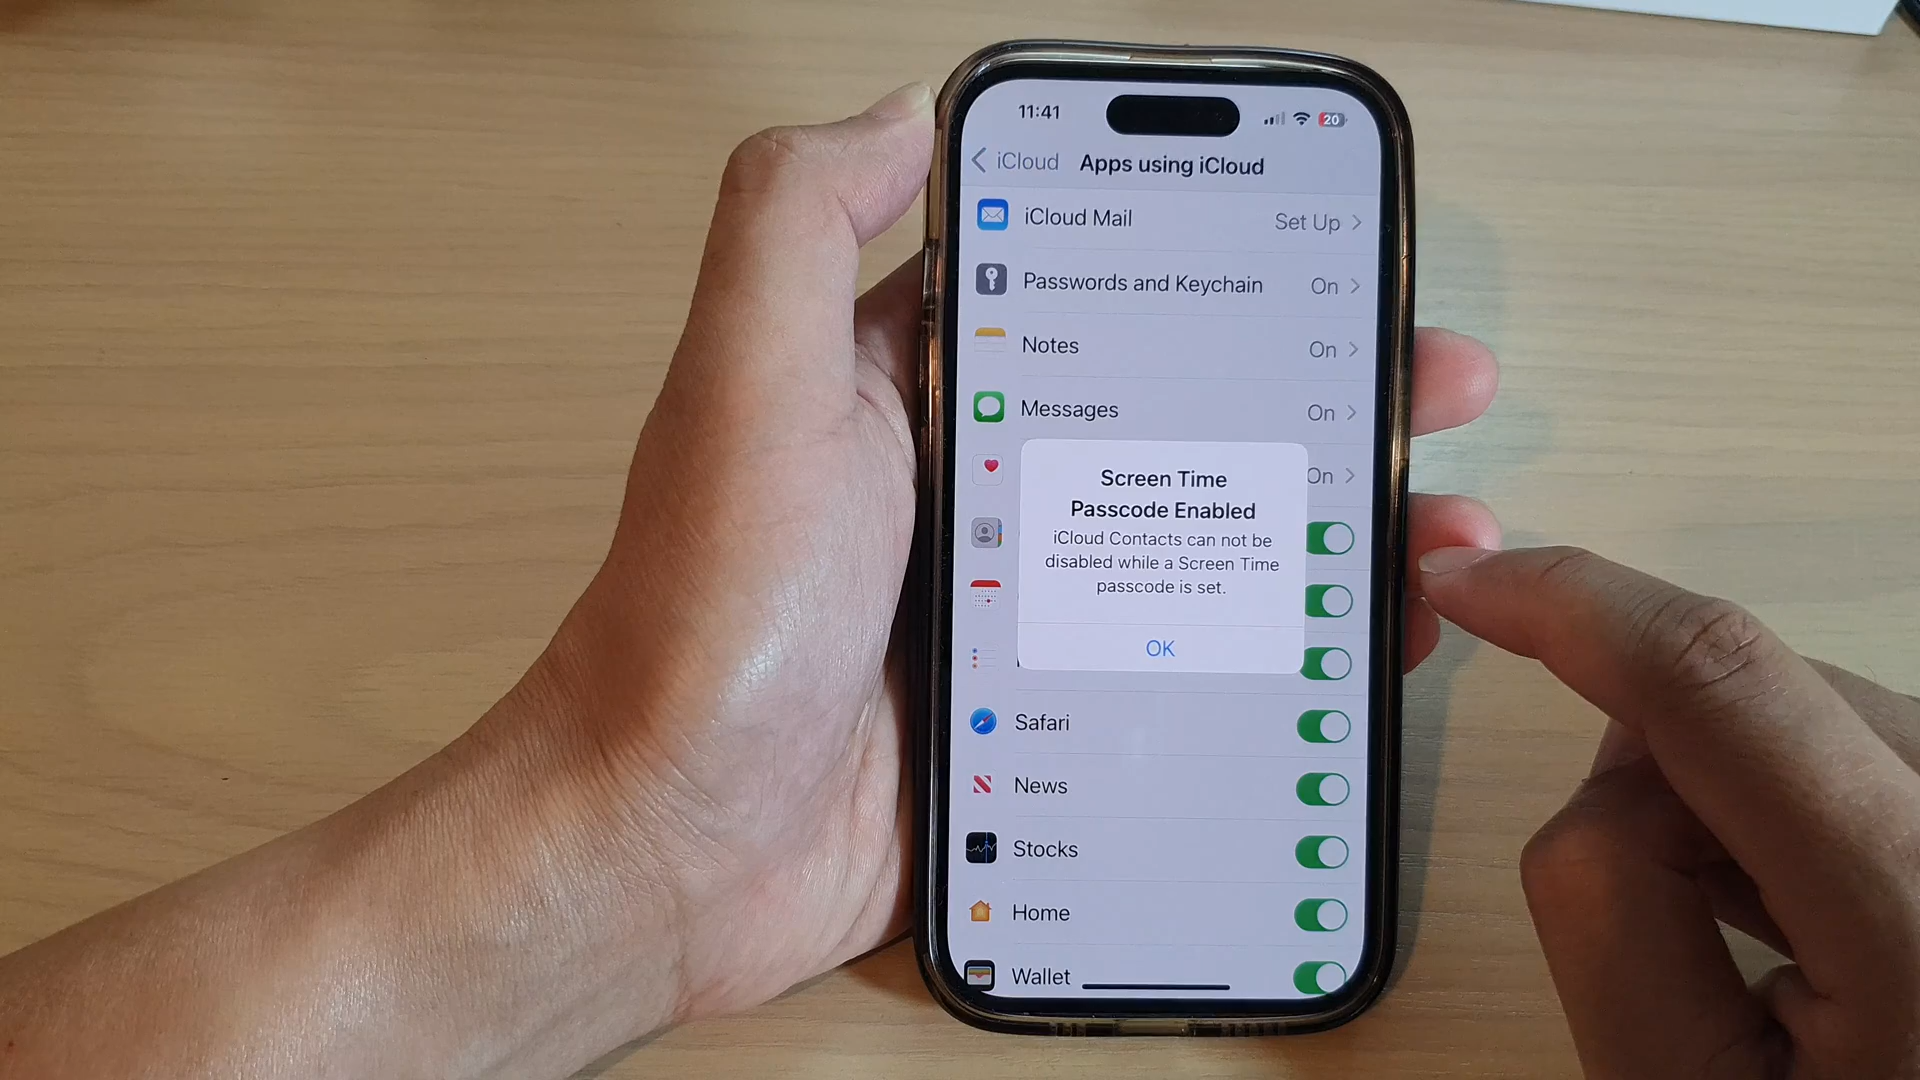 11:41
20
iCloud
Apps using iCloud
iCloud Mail
Set Up
Passwords and Keychain
On
Notes
On
Messages
On
On
Screen Time
Passcode Enabled
iCloud Contacts can not be
disabled while a Screen Time
passcode is set.
OK
Safari
News
Stocks
Home
Wallet